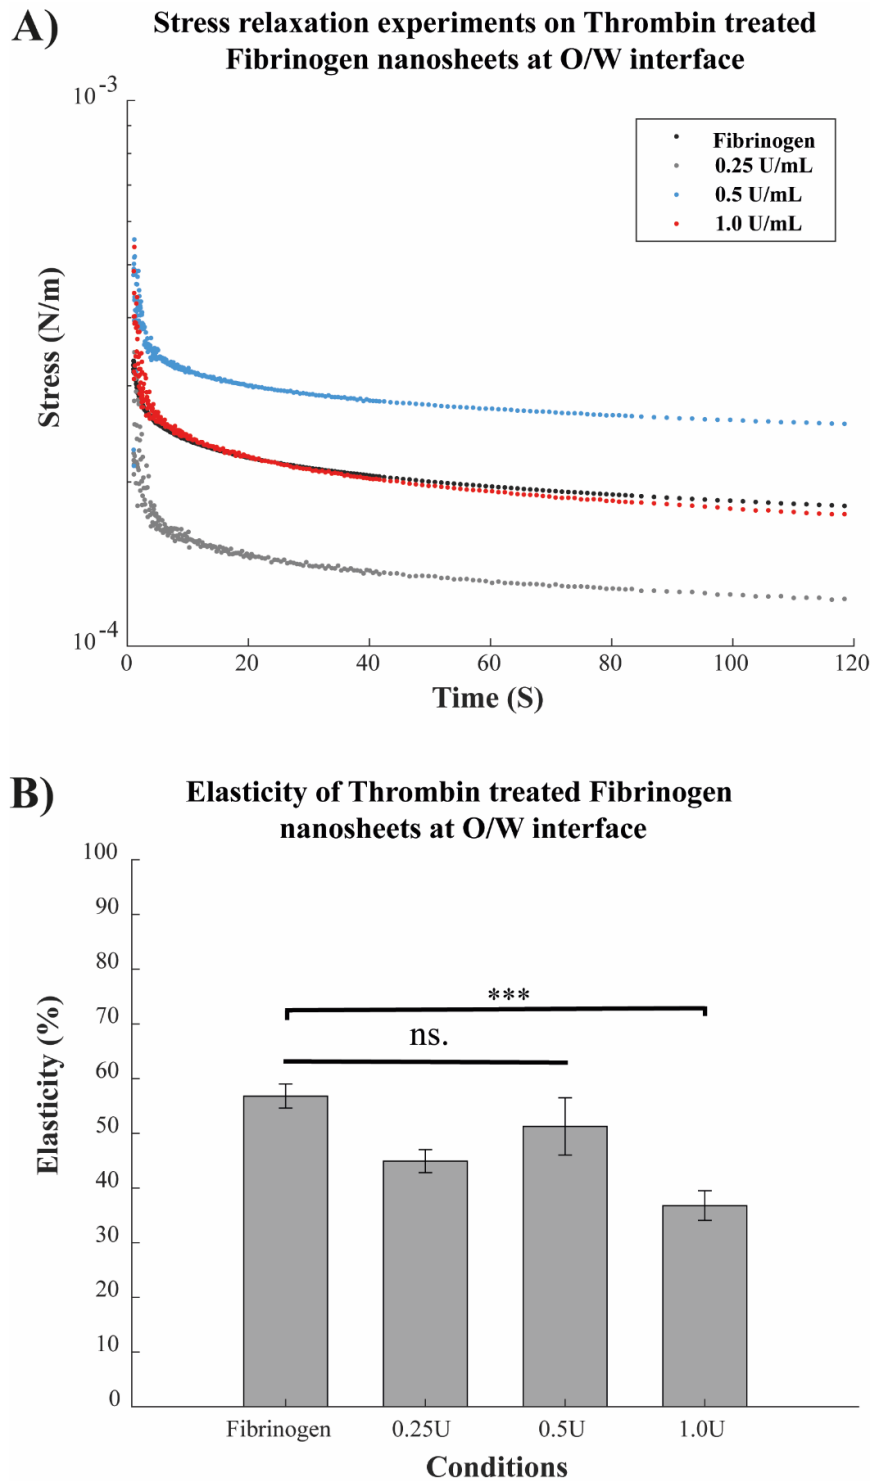 A)
Stress relaxation experiments on Thrombin treated
Fibrinogen nanosheets at O/W interface
10-3
Fibrinogen
0.25 U/mL
0.5 U/mL
1.0 U/mL
Stress (N/m)
10-4
0 20 40 60 80 100 120
Time (S)
B)
Elasticity of Thrombin treated Fibrinogen
nanosheets at O/W interface
100
90
80
70
60
50
40
30
20
10
0
Elasticity (%)
***
ns.
Fibrinogen 0.25U 0.5U 1.0U
Conditions